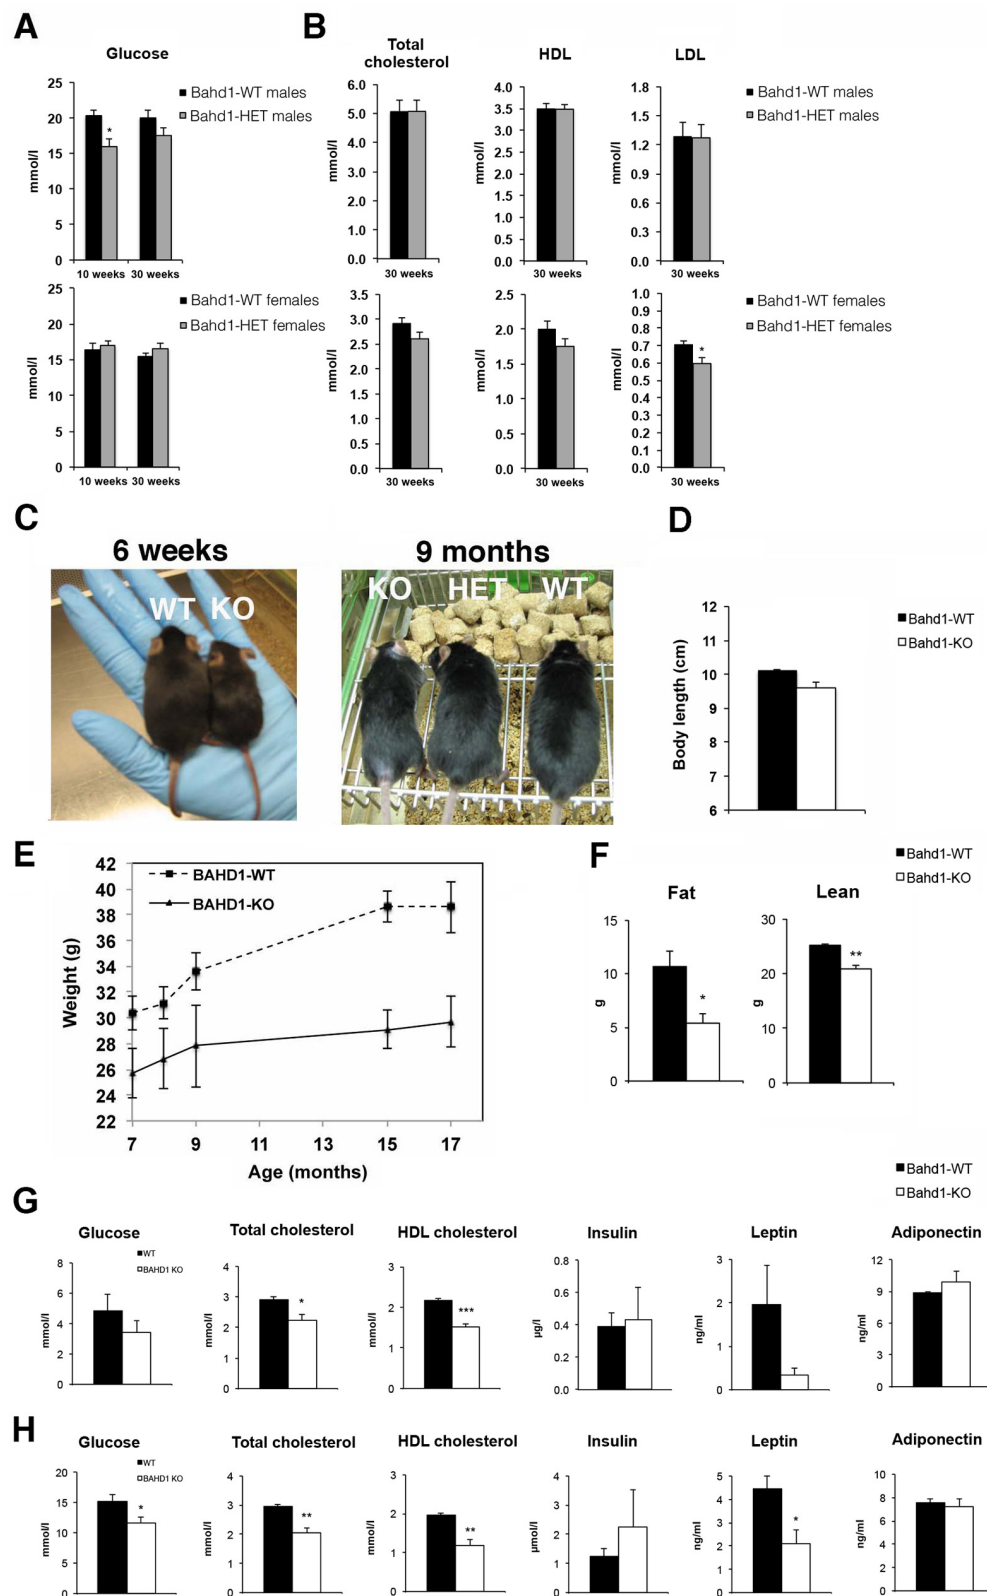 A
B
Glucose
Total
cholesterol
HDL
LDL
25
20
15
10
5
0
mmol/l
*
10 weeks 30 weeks
Bahd1-WT males
Bahd1-HET males
6.0
5.0
4.0
3.0
2.0
1.0
0.0
mmol/l
30 weeks
4.0
3.5
3.0
2.5
2.0
1.5
1.0
0.5
0.0
mmol/l
30 weeks
1.8
1.5
1.2
0.9
0.6
0.3
0.0
mmol/l
30 weeks
Bahd1-WT males
Bahd1-HET males
25
20
15
10
5
0
mmol/l
10 weeks 30 weeks
Bahd1-WT females
Bahd1-HET females
3.5
3.0
2.5
2.0
1.5
1.0
0.5
0.0
mmol/l
30 weeks
2.5
2.0
1.5
1.0
0.5
0.0
mmol/l
30 weeks
1.0
0.9
0.8
0.7
0.6
0.5
0.4
0.3
0.2
0.1
0.0
mmol/l
*
30 weeks
Bahd1-WT females
Bahd1-HET females
C
6 weeks
WT KO
9 months
KO HET WT
D
12
11
10
9
8
7
6
Body length (cm)
Bahd1-WT
Bahd1-KO
E
42
40
38
36
34
32
30
28
26
24
22
Weight (g)
BAHD1-WT
BAHD1-KO
7 9 11 13 15 17
Age (months)
F
Bahd1-WT
Bahd1-KO
Fat
15
10
5
0
g
*
Lean
30
20
10
0
g
**
Bahd1-WT
Bahd1-KO
G
Glucose
WT
BAHD1 KO
8
6
4
2
0
mmol/l
Total cholesterol
4
3
2
1
0
mmol/l
*
HDL cholesterol
3
2
1
0
mmol/l
***
Insulin
0.8
0.6
0.4
0.2
0.0
µg/l
Leptin
3
2
1
0
ng/ml
Adiponectin
12
9
6
3
0
ng/ml
H
Glucose
WT
BAHD1 KO
20
15
10
5
0
mmol/l
*
Total cholesterol
4
3
2
1
0
mmol/l
**
HDL cholesterol
3
2
1
0
mmol/l
**
Insulin
4
3
2
1
0
µmol/l
Leptin
5
4
3
2
1
0
ng/ml
*
Adiponectin
10
8
6
4
2
0
ng/ml